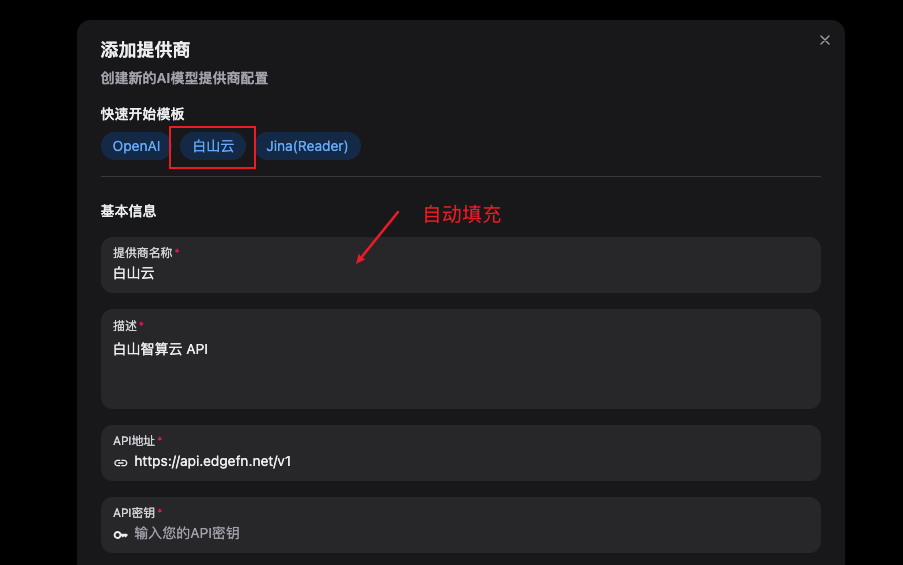 添加提供商
创建新的AI模型提供商配置
快速开始模板
OpenAI 白山云 Jina(Reader)
基本信息
自动填充
提供商名称*
白山云
描述*
白山智算云 API
API地址*
https://api.edgefn.net/v1
API密钥*
输入您的API密钥